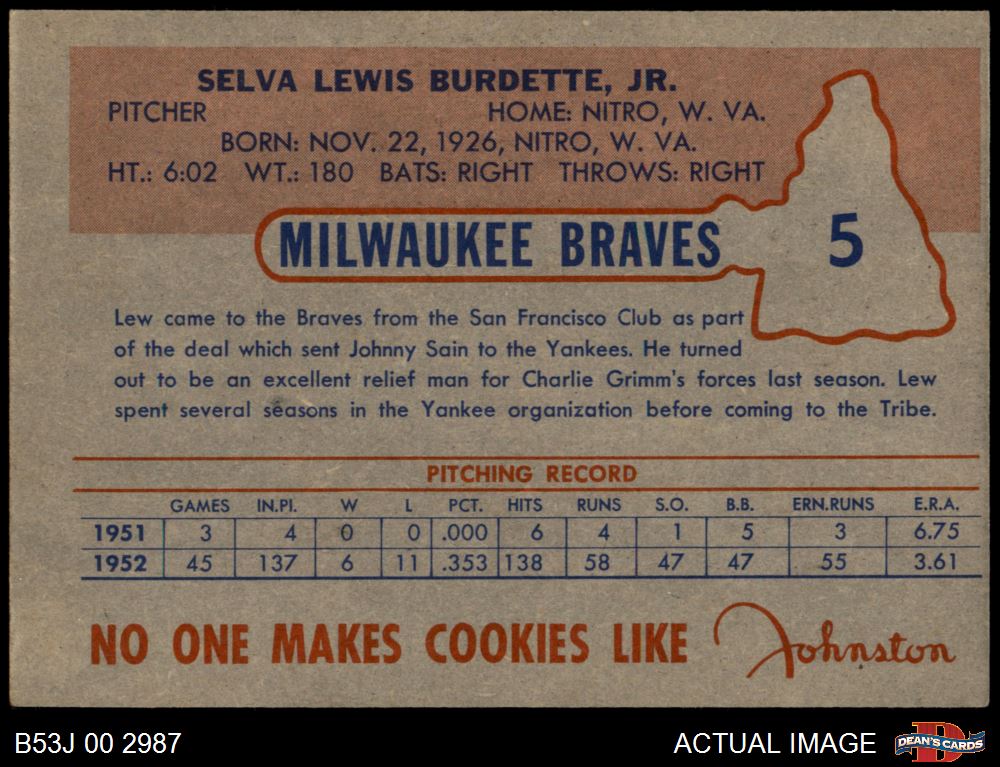 SELVA LEWIS BURDETTE, JR.
PITCHER HOME: NITRO, W. VA.
BORN: NOV. 22, 1926, NITRO, W. VA.
HT.: 6:02 WT.: 180 BATS: RIGHT THROWS: RIGHT
MILWAUKEE BRAVES 5
Lew came to the Braves from the San Francisco Club as part
of the deal which sent Johnny Sain to the Yankees. He turned
out to be an excellent relief man for Charlie Grimm's forces last season. Lew
spent several seasons in the Yankee organization before coming to the Tribe.
PITCHING RECORD
GAMES IN.PI. W L PCT. HITS RUNS S.O. B.B. ERN.RUNS E.R.A.
1951 3 4 0 0 .000 6 4 1 5 3 6.75
1952 45 137 6 11 .353 138 58 47 47 55 3.61
NO ONE MAKES COOKIES LIKE Johnston
B53J 00 2987 ACTUAL IMAGE D DEAN'S CARDS